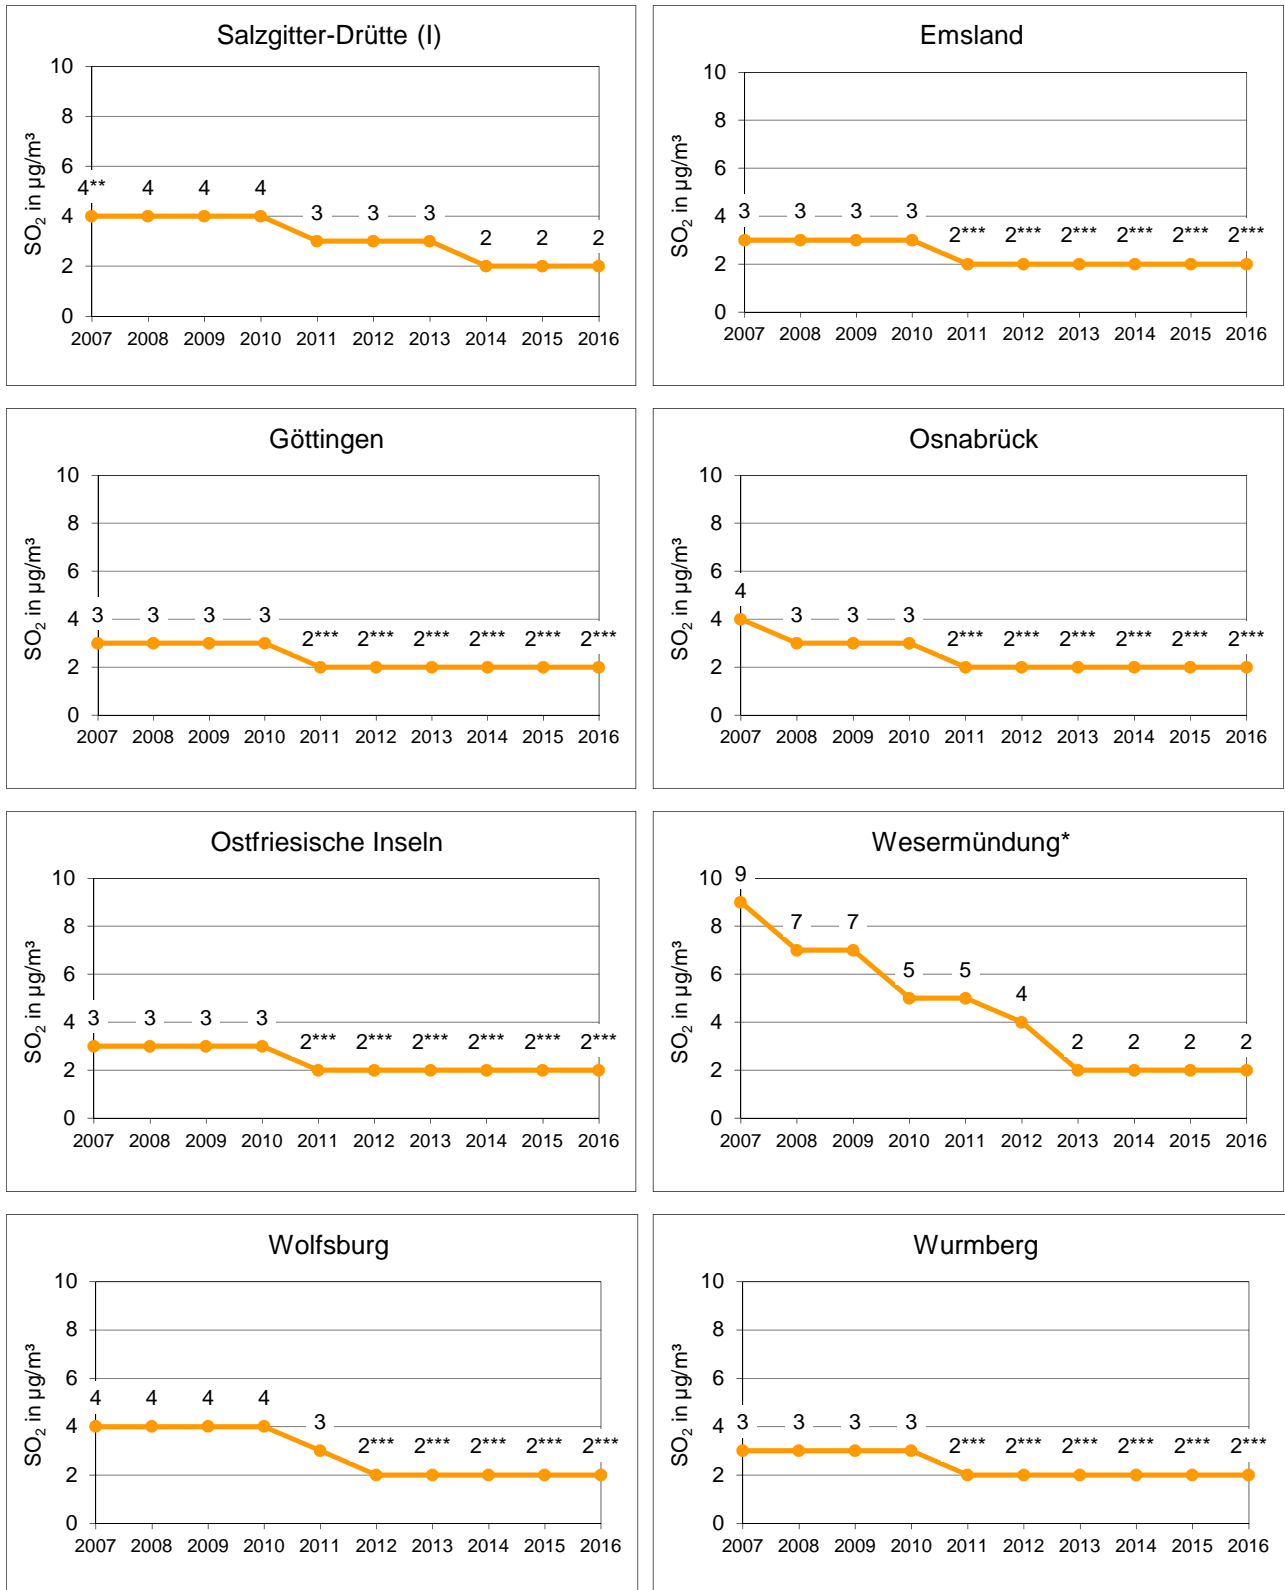 Salzgitter-Drütte (I)
SO₂ in µg/m³
10
8
6
4
2
0
4** 4 4 4 3 3 3 2 2 2
2007 2008 2009 2010 2011 2012 2013 2014 2015 2016
Emsland
SO₂ in µg/m³
10
8
6
4
2
0
3 3 3 3 2*** 2*** 2*** 2*** 2*** 2***
2007 2008 2009 2010 2011 2012 2013 2014 2015 2016
Göttingen
SO₂ in µg/m³
10
8
6
4
2
0
3 3 3 3 2*** 2*** 2*** 2*** 2*** 2***
2007 2008 2009 2010 2011 2012 2013 2014 2015 2016
Osnabrück
SO₂ in µg/m³
10
8
6
4
2
0
4 3 3 3 2*** 2*** 2*** 2*** 2*** 2***
2007 2008 2009 2010 2011 2012 2013 2014 2015 2016
Ostfriesische Inseln
SO₂ in µg/m³
10
8
6
4
2
0
3 3 3 3 2*** 2*** 2*** 2*** 2*** 2***
2007 2008 2009 2010 2011 2012 2013 2014 2015 2016
Wesermündung*
SO₂ in µg/m³
10
8
6
4
2
0
9 7 7 5 5 4 2 2 2 2
2007 2008 2009 2010 2011 2012 2013 2014 2015 2016
Wolfsburg
SO₂ in µg/m³
10
8
6
4
2
0
4 4 4 4 3 2*** 2*** 2*** 2*** 2***
2007 2008 2009 2010 2011 2012 2013 2014 2015 2016
Wurmberg
SO₂ in µg/m³
10
8
6
4
2
0
3 3 3 3 2*** 2*** 2*** 2*** 2*** 2***
2007 2008 2009 2010 2011 2012 2013 2014 2015 2016